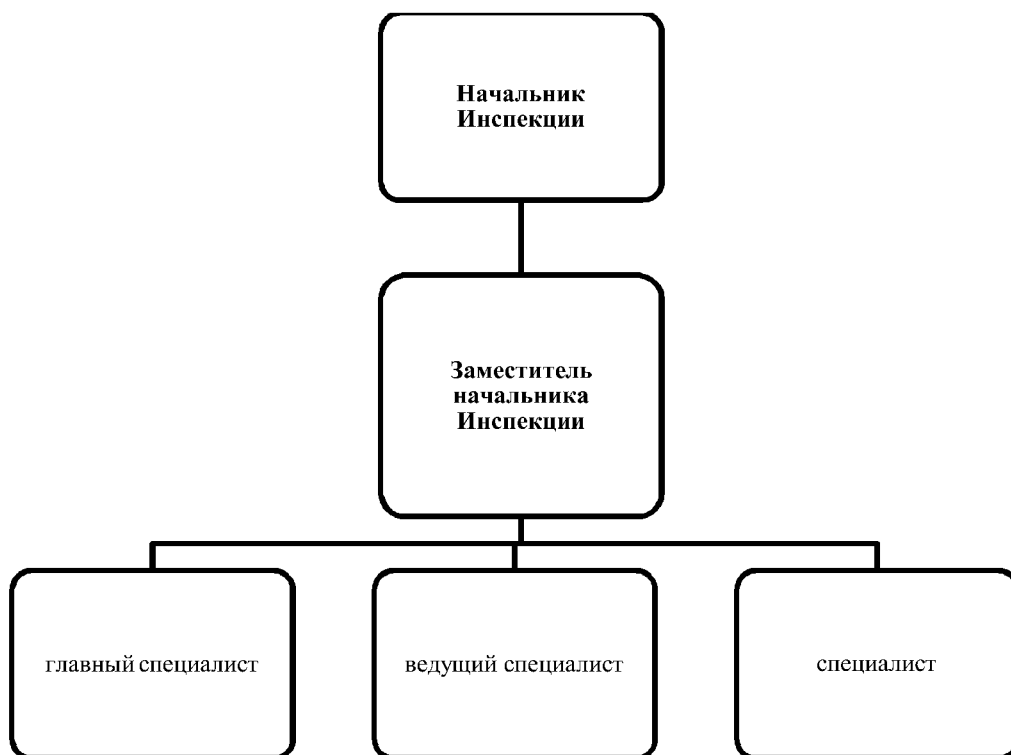 Начальник
Инспекции
Заместитель
начальника
Инспекции
главный специалист
ведущий специалист
специалист